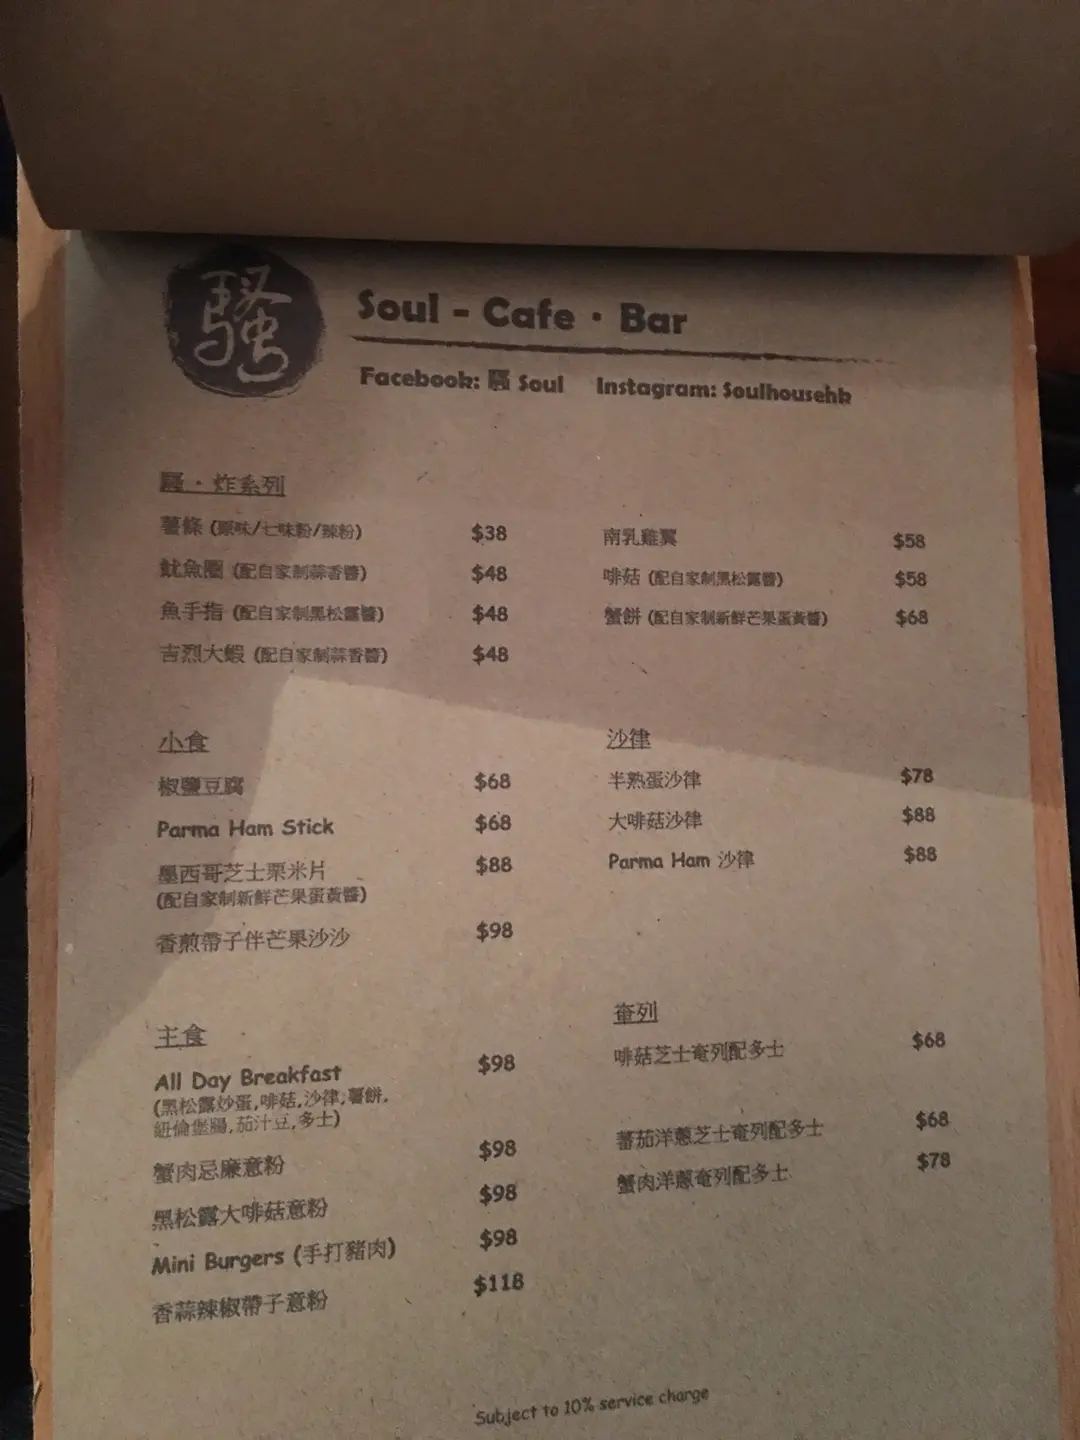 騷
Soul - Cafe · Bar
Facebook: 騷 Soul Instagram: Soulhousehk
騷·炸系列
薯條 (原味/七味粉/辣粉) $38
魷魚圈 (配自家制蒜香醬) $48
魚手指 (配自家制黑松露醬) $48
吉烈大蝦 (配自家制蒜香醬) $48
南乳雞翼 $58
啡菇 (配自家制黑松露醬) $58
蟹餅 (配自家制新鮮芒果蛋黃醬) $68
小食
椒鹽豆腐 $68
Parma Ham Stick $68
墨西哥芝士粟米片 $88
(配自家制新鮮芒果蛋黃醬)
香煎帶子伴芒果沙沙 $98
沙律
半熟蛋沙律 $78
大啡菇沙律 $88
Parma Ham 沙律 $88
主食
All Day Breakfast $98
(黑松露炒蛋,啡菇,沙律,薯餅,
紐倫堡腸,茄汁豆,多士)
蟹肉忌廉意粉 $98
黑松露大啡菇意粉 $98
Mini Burgers (手打豬肉) $98
香蒜辣椒帶子意粉 $118
奄列
啡菇芝士奄列配多士 $68
蕃茄洋蔥芝士奄列配多士 $68
蟹肉洋蔥奄列配多士 $78
Subject to 10% service charge